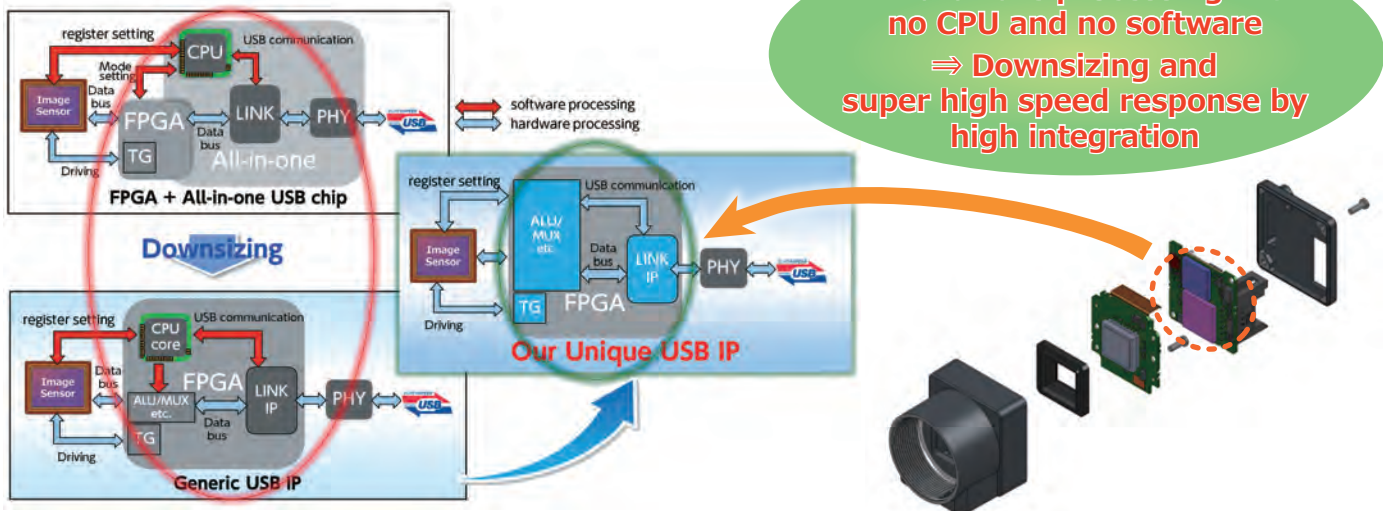 no CPU and no software
⇒ Downsizing and
super high speed response by
high integration
register setting
CPU
USB communication
Mode
setting
Image
Sensor
Data
bus
FPGA
LINK
PHY
USB
Data
bus
TG
All-in-one
Driving
FPGA + All-in-one USB chip
software processing
hardware processing
Downsizing
register setting
USB communication
CPU
core
Image
Sensor
Data
bus
FPGA
ALU/MUX
etc.
LINK
IP
PHY
USB
Data
bus
TG
Driving
Generic USB IP
register setting
USB communication
ALU/
MUX
etc.
Image
Sensor
Data
bus
LINK
IP
PHY
USB
FPGA
TG
Driving
Our Unique USB IP